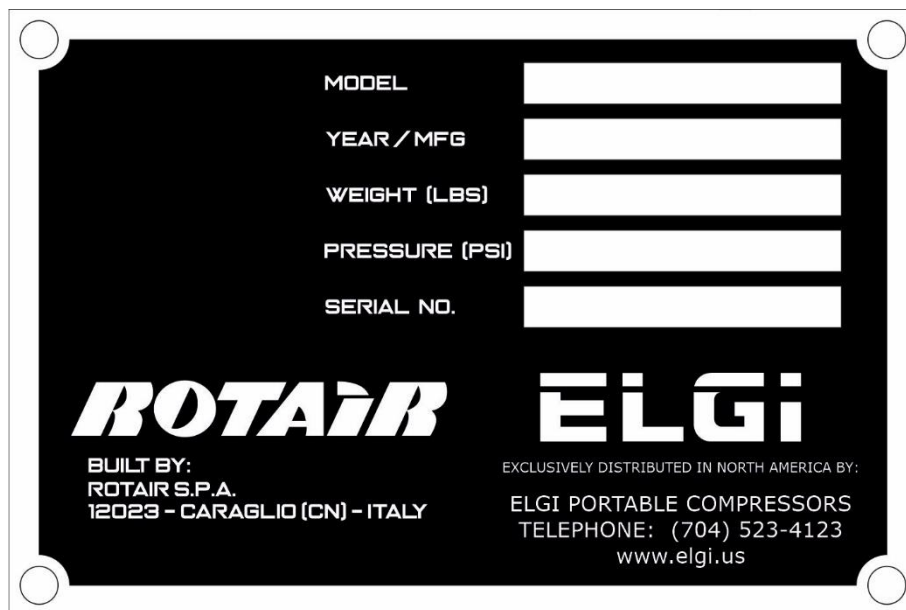 MODEL
YEAR / MFG
WEIGHT (LBS)
PRESSURE (PSI)
SERIAL NO.
ROTAiR
BUILT BY:
ROTAIR S.P.A.
12023 - CARAGLIO (CN) - ITALY
ELGi
EXCLUSIVELY DISTRIBUTED IN NORTH AMERICA BY:
ELGI PORTABLE COMPRESSORS
TELEPHONE: (704) 523-4123
www.elgi.us